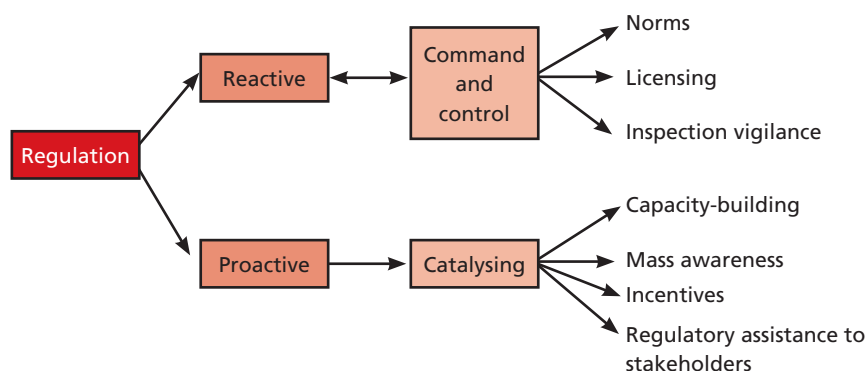 Regulation
Reactive
Command
and
control
Norms
Licensing
Inspection vigilance
Proactive
Catalysing
Capacity-building
Mass awareness
Incentives
Regulatory assistance to
stakeholders